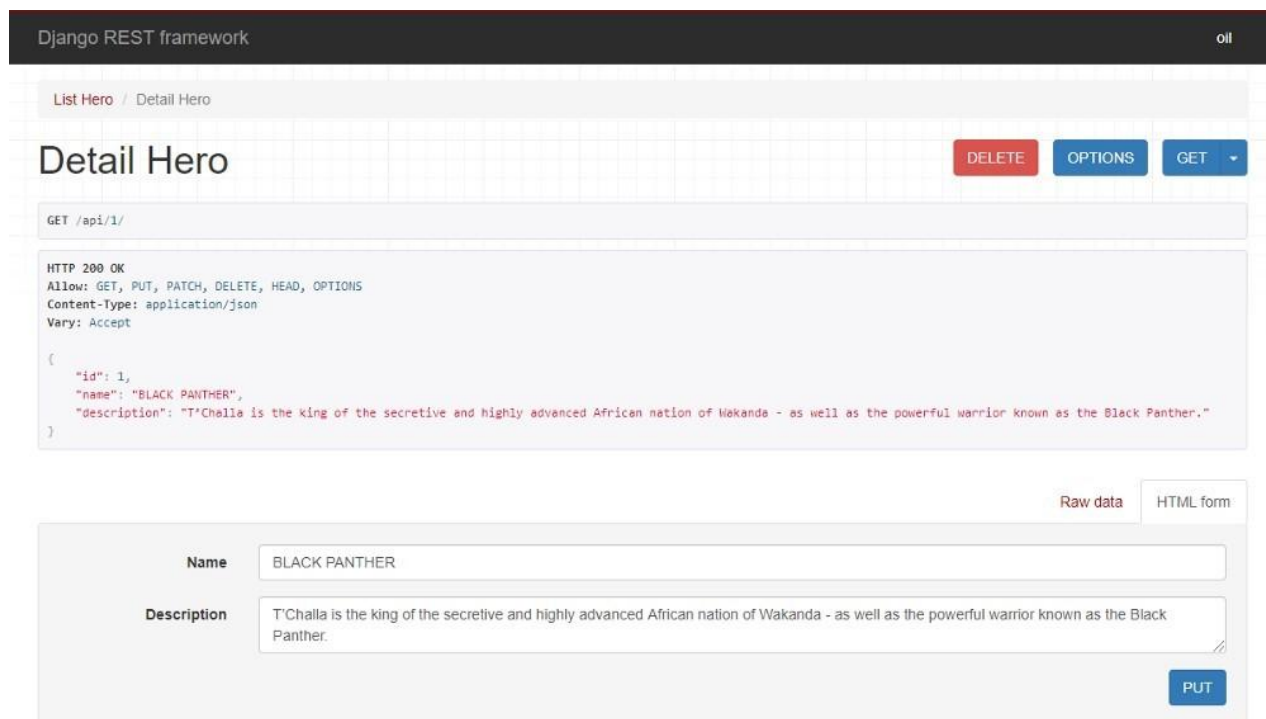 Django REST framework
oil
List Hero / Detail Hero
Detail Hero
DELETE
OPTIONS
GET
GET /api/1/
HTTP 200 OK
Allow: GET, PUT, PATCH, DELETE, HEAD, OPTIONS
Content-Type: application/json
Vary: Accept
{
"id": 1,
"name": "BLACK PANTHER",
"description": "T'Challa is the king of the secretive and highly advanced African nation of Wakanda - as well as the powerful warrior known as the Black Panther."
}
Raw data
HTML form
Name
BLACK PANTHER
Description
T'Challa is the king of the secretive and highly advanced African nation of Wakanda - as well as the powerful warrior known as the Black
Panther.
PUT